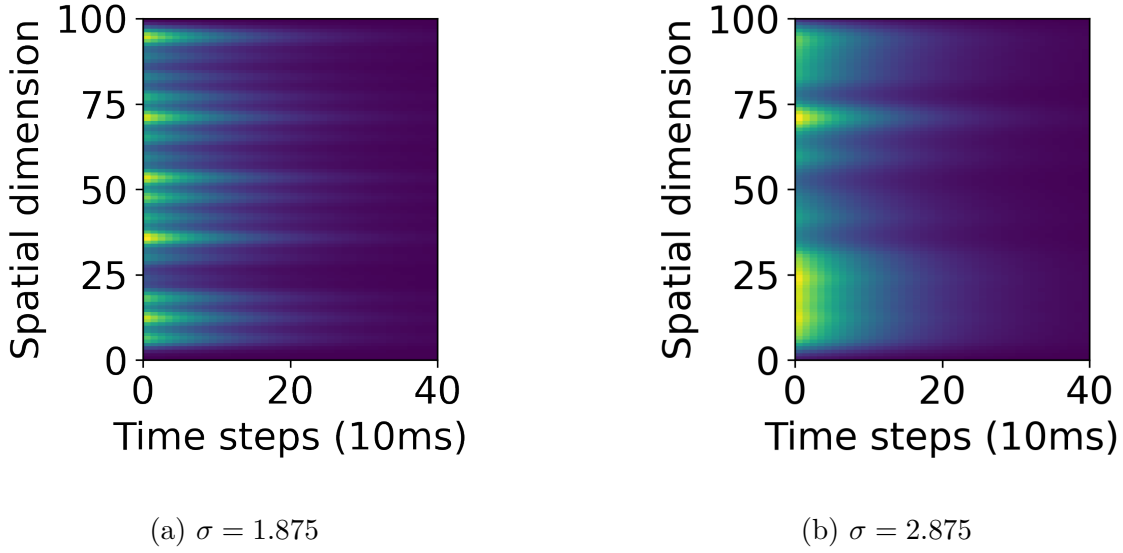 100
75
50
25
0
0 20 40
Spatial dimension
Time steps (10ms)
(a) σ = 1.875
100
75
50
25
0
0 20 40
Spatial dimension
Time steps (10ms)
(b) σ = 2.875